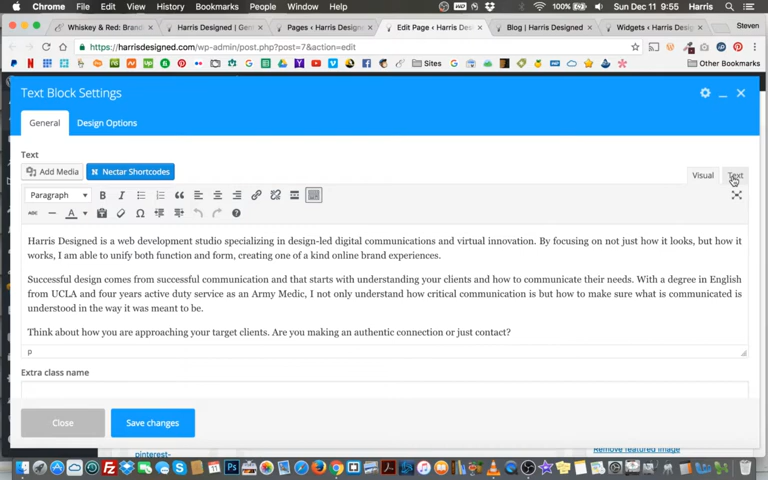 Chrome File Edit View History Bookmarks People Window Help 100% Sun Dec 11 9:55 Harris
Whiskey & Red: Bran Harris Designed | Gen Pages ‹ Harris Design Edit Page ‹ Harris Des Blog | Harris Designed Widgets ‹ Harris Desig Steven
https://harrisdesigned.com/wp-admin/post.php?post=7&action=edit
Sites Other Bookmarks
Text Block Settings
General Design Options
Text
Add Media Nectar Shortcodes Visual Text
Paragraph B I
ABC A
Harris Designed is a web development studio specializing in design-led digital communications and virtual innovation. By focusing on not just how it looks, but how it
works, I am able to unify both function and form, creating one of a kind online brand experiences.
Successful design comes from successful communication and that starts with understanding your clients and how to communicate their needs. With a degree in English
from UCLA and four years active duty service as an Army Medic, I not only understand how critical communication is but how to make sure what is communicated is
understood in the way it was meant to be.
Think about how you are approaching your target clients. Are you making an authentic connection or just contact?
p
Extra class name
Close Save changes
pinterest- Remove featured image